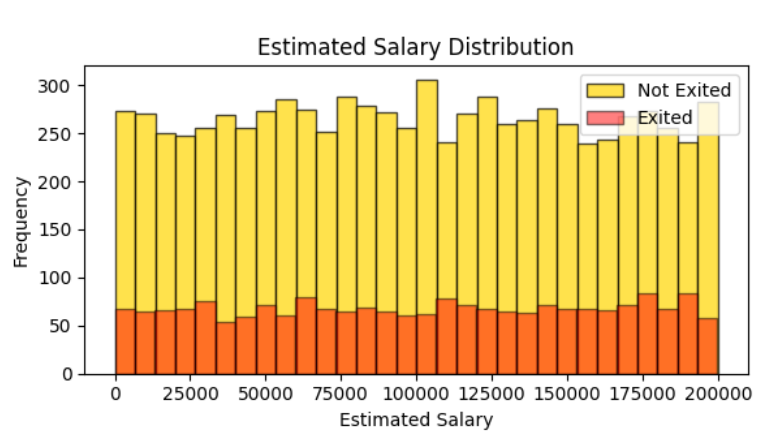 Estimated Salary Distribution
Not Exited
Exited
Frequency
300
250
200
150
100
50
0
0 25000 50000 75000 100000 125000 150000 175000 200000
Estimated Salary